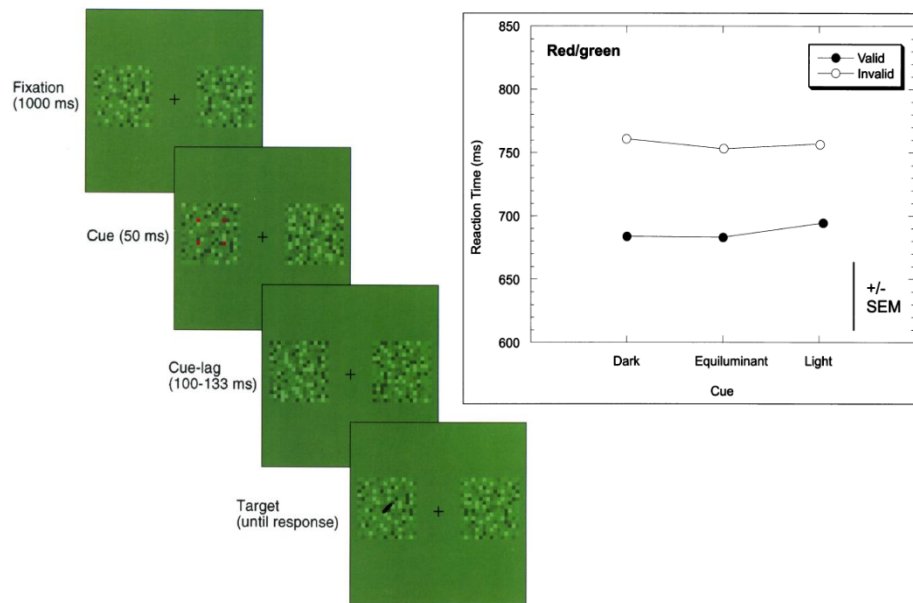 Fixation
(1000 ms)
Cue (50 ms)
Cue-lag
(100-133 ms)
Target
(until response)
Red/green
Valid
Invalid
Reaction Time (ms)
850
800
750
700
650
600
+/-
SEM
Dark
Equiluminant
Light
Cue